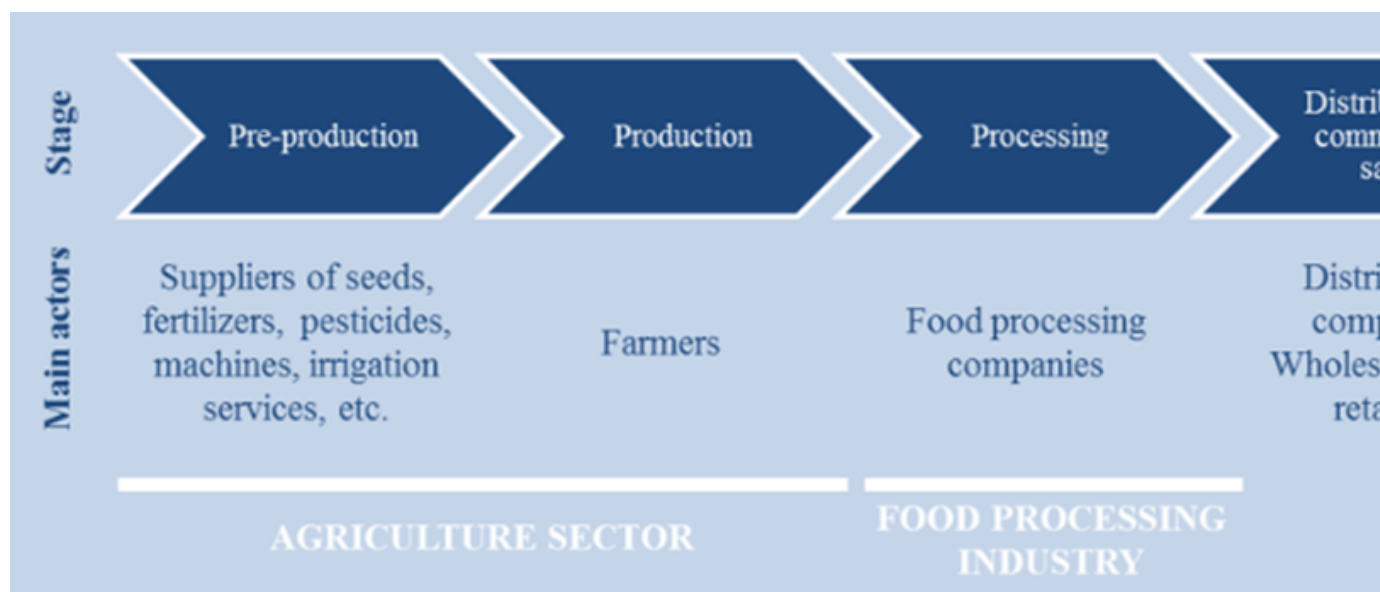 Stage
Pre-production
Production
Processing
Main actors
Suppliers of seeds,
fertilizers, pesticides,
machines, irrigation
services, etc.
Farmers
Food processing
companies
AGRICULTURE SECTOR
FOOD PROCESSING
INDUSTRY